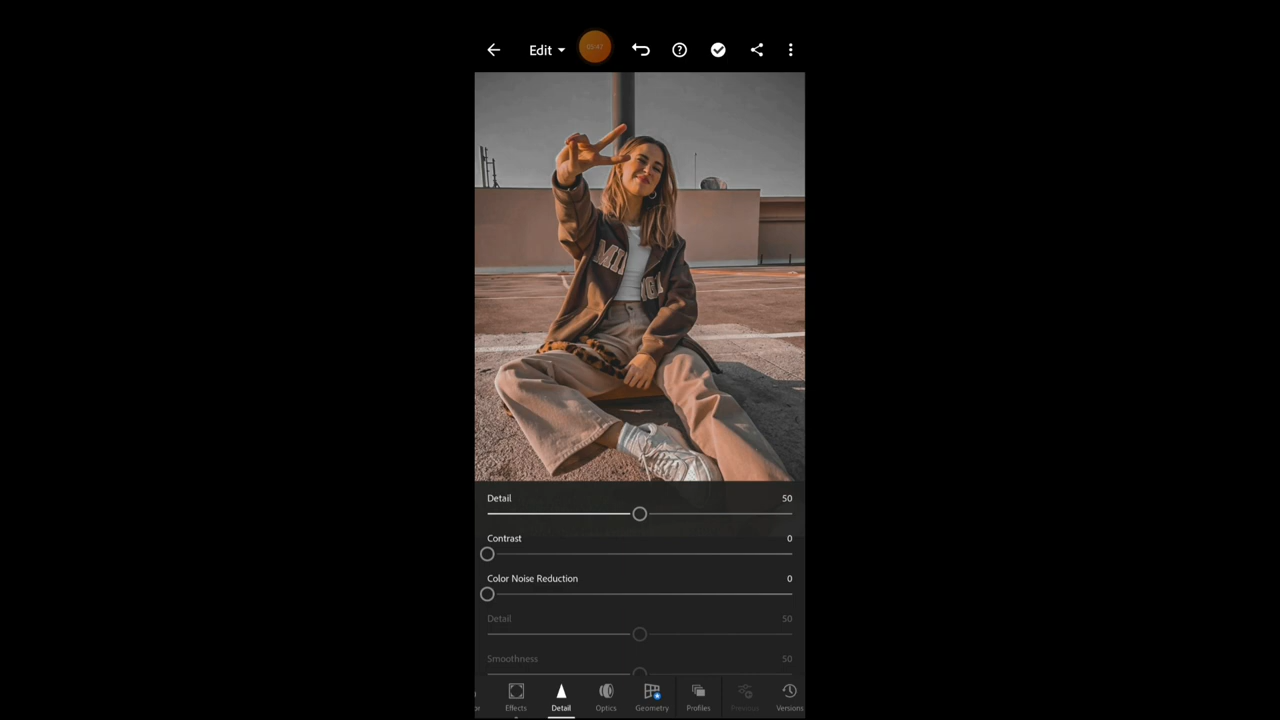 Edit
Detail 50
Contrast 0
Color Noise Reduction 0
Detail 50
Smoothness 50
Effects Detail Optics Geometry Profiles Previous Versions